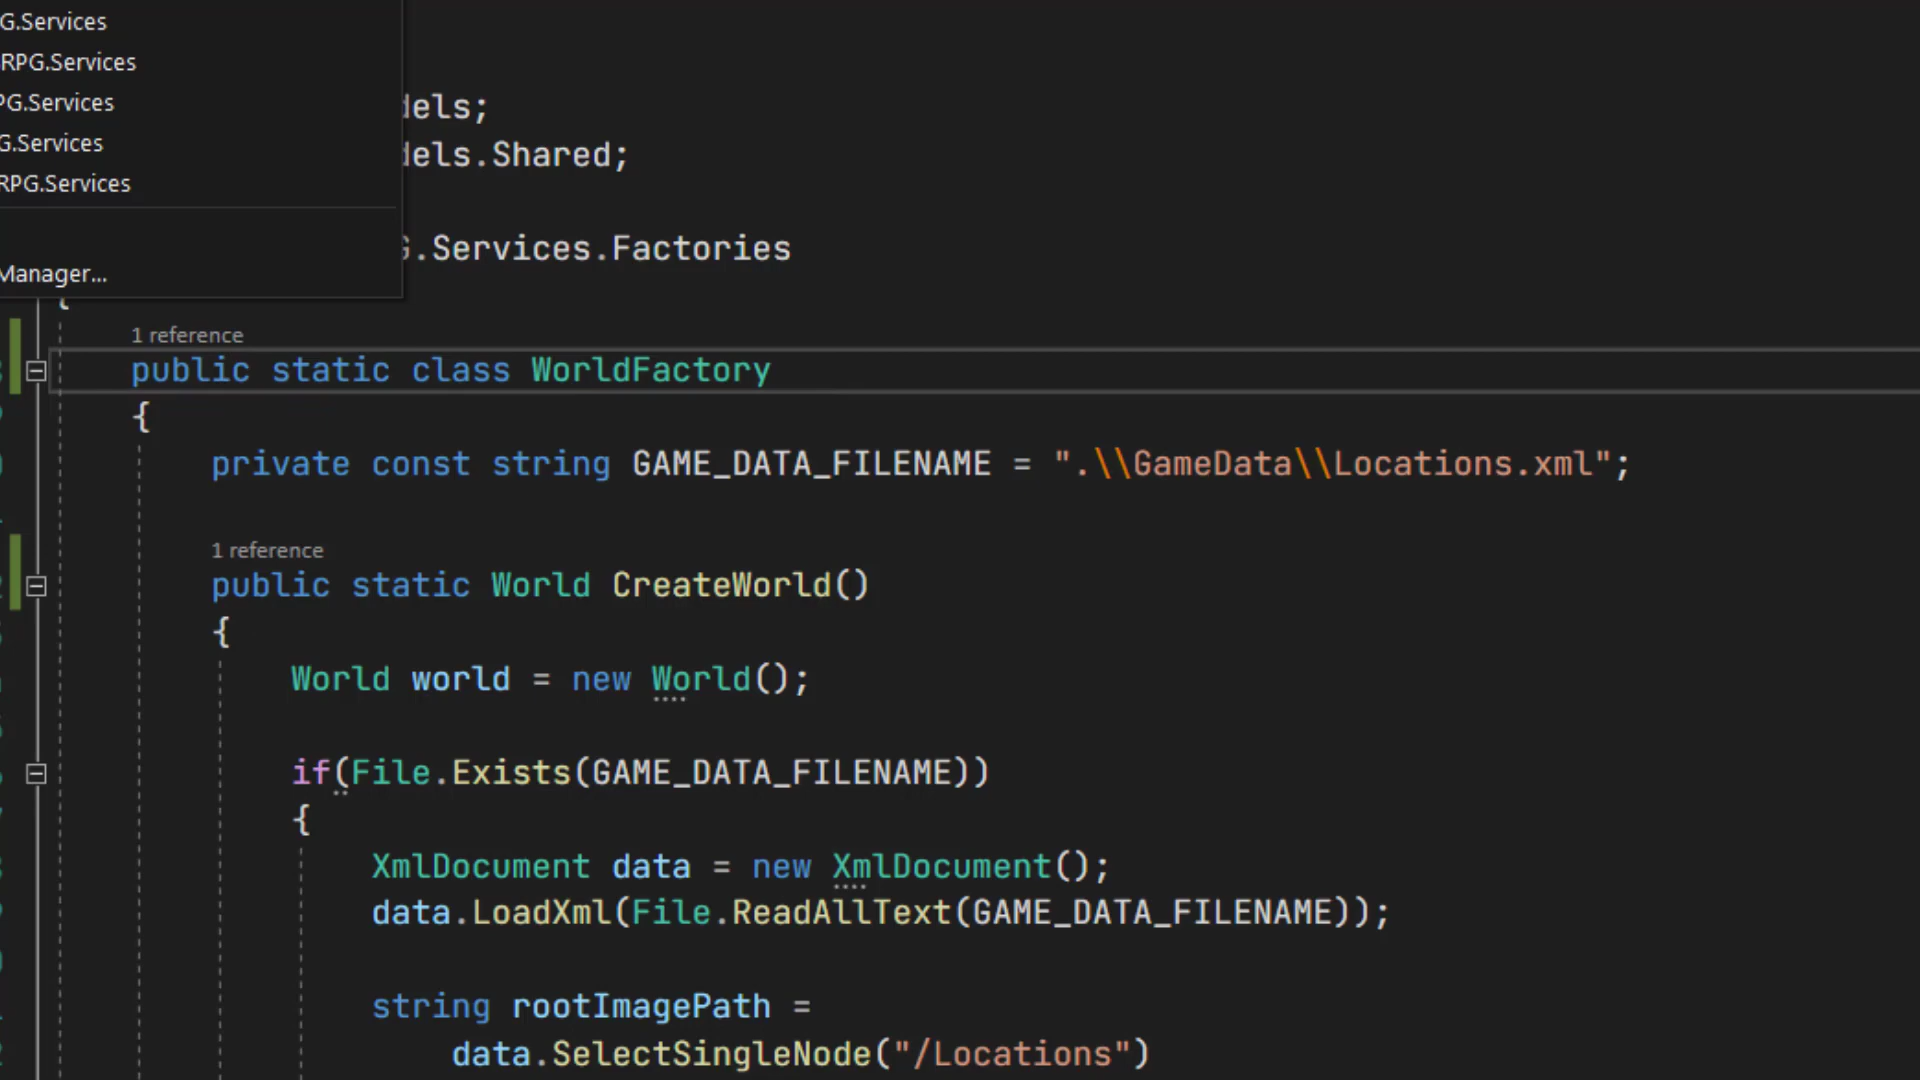 G.Services
RPG.Services
PG.Services
G.Services
RPG.Services
Manager...
dels;
dels.Shared;
G.Services.Factories
{
1 reference
public static class WorldFactory
{
private const string GAME_DATA_FILENAME = ".\\GameData\\Locations.xml";
1 reference
public static World CreateWorld()
{
World world = new World();
if(File.Exists(GAME_DATA_FILENAME))
{
XmlDocument data = new XmlDocument();
data.LoadXml(File.ReadAllText(GAME_DATA_FILENAME));
string rootImagePath =
data.SelectSingleNode("/Locations")